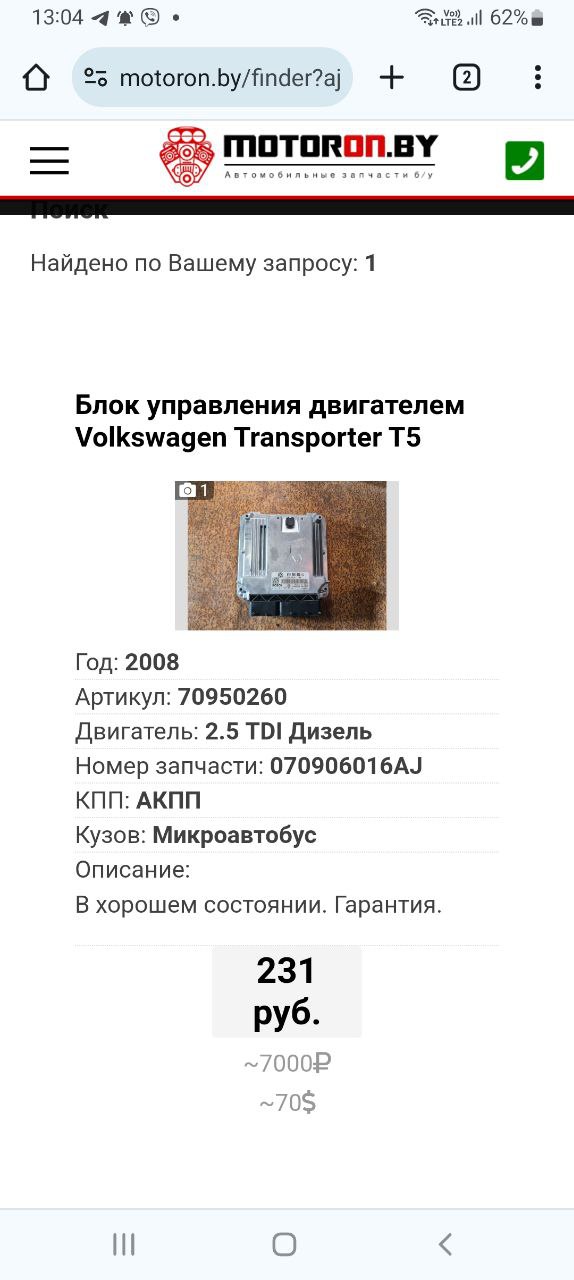 13:04 Vo)) LTE2 62%
motoron.by/finder?aj 2
MOTORON.BY
Автомобильные запчасти б/у
Поиск
Найдено по Вашему запросу: 1
Блок управления двигателем
Volkswagen Transporter T5
1
Год: 2008
Артикул: 70950260
Двигатель: 2.5 TDI Дизель
Номер запчасти: 070906016AJ
КПП: АКПП
Кузов: Микроавтобус
Описание:
В хорошем состоянии. Гарантия.
231
руб.
~7000₽
~70$